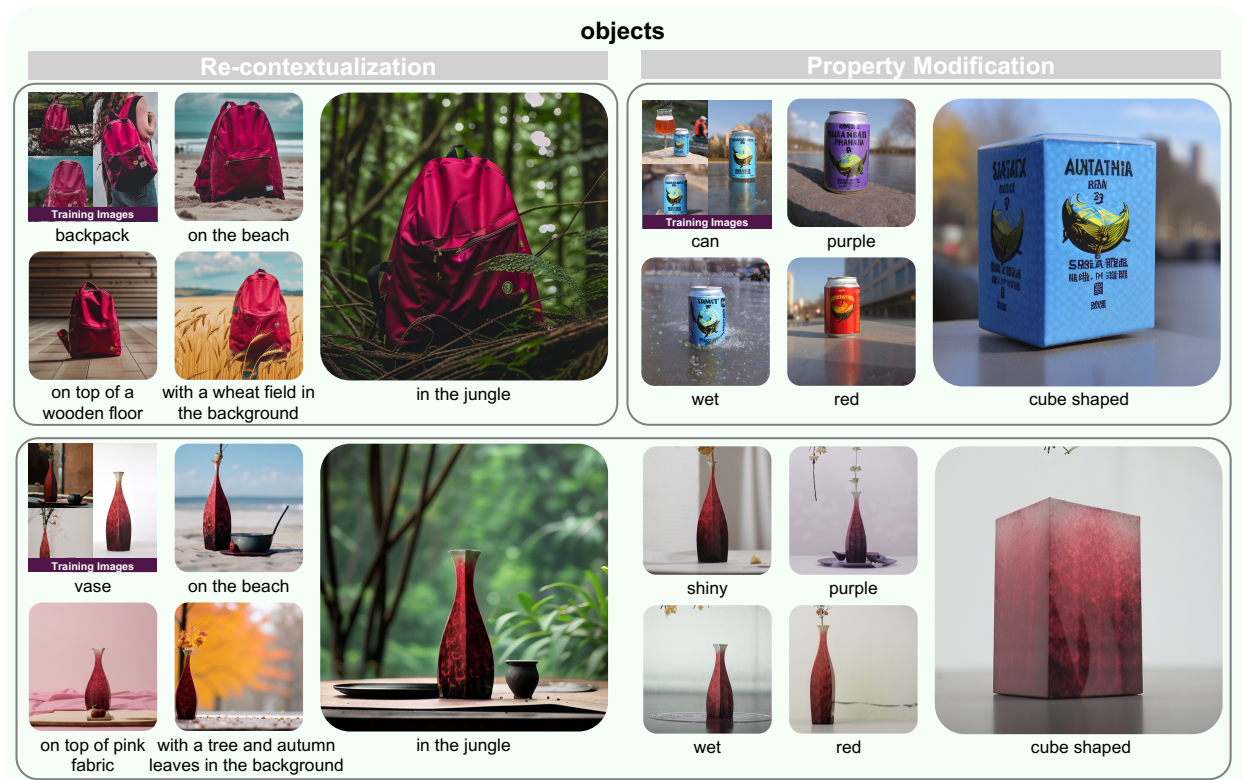 objects
Re-contextualization
Property Modification
Training Images
backpack
on the beach
on top of a
wooden floor
with a wheat field in
the background
in the jungle
Training Images
can
purple
wet
red
AUNTATHIA
cube shaped
Training Images
vase
on the beach
on top of pink
fabric
with a tree and autumn
leaves in the background
in the jungle
shiny
purple
wet
red
cube shaped